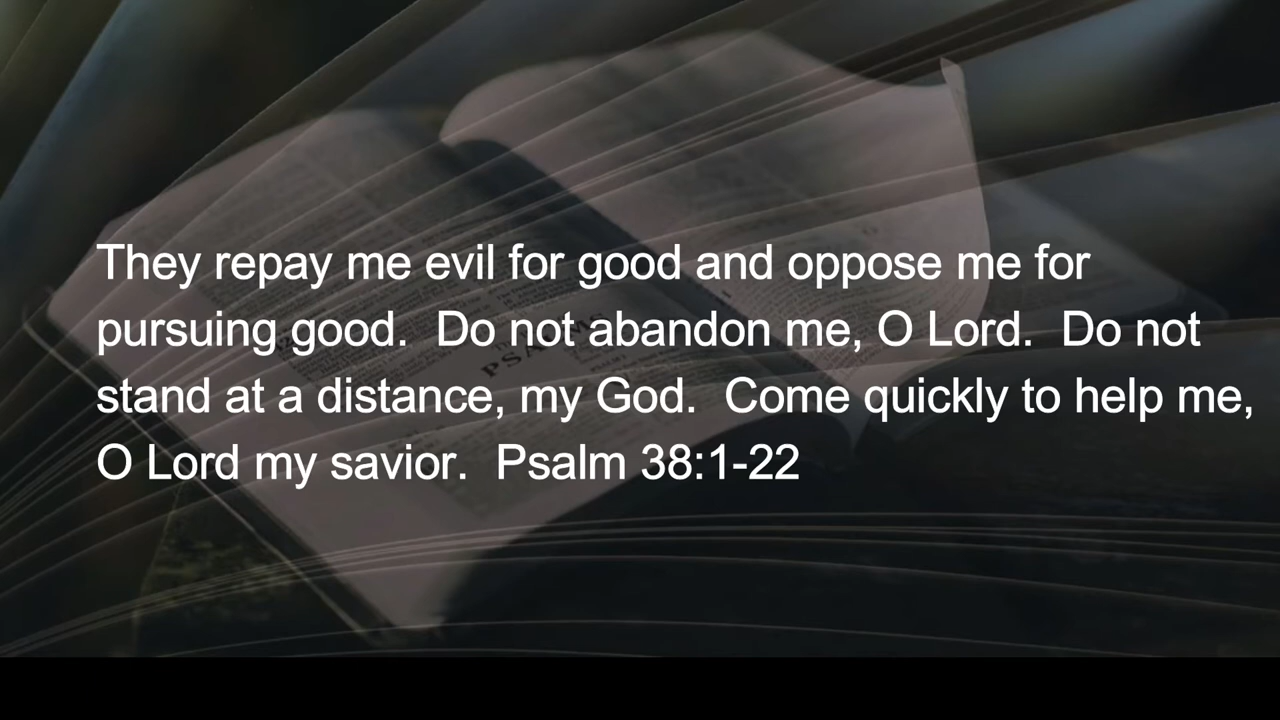 They repay me evil for good and oppose me for
pursuing good.  Do not abandon me, O Lord.  Do not
stand at a distance, my God.  Come quickly to help me,
O Lord my savior.  Psalm 38:1-22
PSALMS